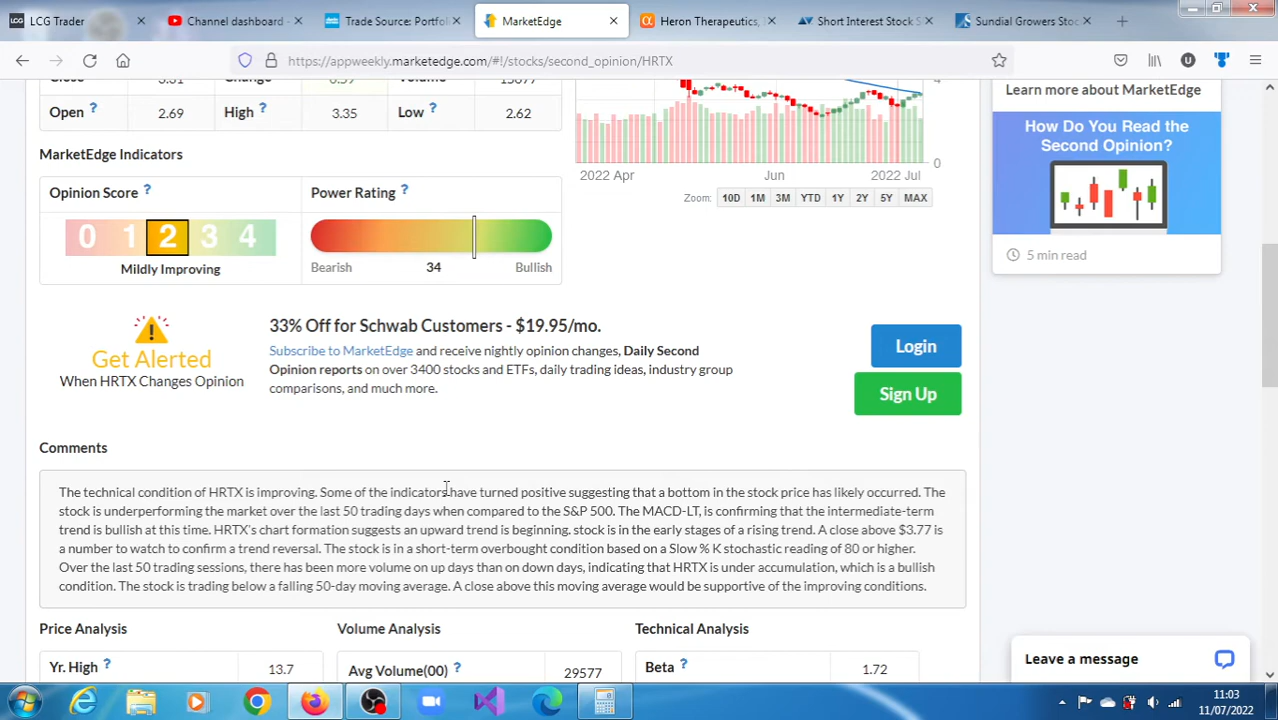 LCG Trader
Channel dashboard -
Trade Source: Portfol
MarketEdge
Heron Therapeutics, I
Short Interest Stock S
Sundial Growers Stoc
https://appweekly.marketedge.com/#!/stocks/second_opinion/HRTX
Close ? 3.31 Change 0.59 Volume 15877
Open ? 2.69 High ? 3.35 Low ? 2.62
4
0
2022 Apr Jun 2022 Jul
Zoom: 10D 1M 3M YTD 1Y 2Y 5Y MAX
Learn more about MarketEdge
How Do You Read the
Second Opinion?
5 min read
MarketEdge Indicators
Opinion Score ?
0 1 2 3 4
Mildly Improving
Power Rating ?
Bearish 34 Bullish
Get Alerted
When HRTX Changes Opinion
33% Off for Schwab Customers - $19.95/mo.
Subscribe to MarketEdge and receive nightly opinion changes, Daily Second
Opinion reports on over 3400 stocks and ETFs, daily trading ideas, industry group
comparisons, and much more.
Login
Sign Up
Comments
The technical condition of HRTX is improving. Some of the indicators have turned positive suggesting that a bottom in the stock price has likely occurred. The
stock is underperforming the market over the last 50 trading days when compared to the S&P 500. The MACD-LT, is confirming that the intermediate-term
trend is bullish at this time. HRTX's chart formation suggests an upward trend is beginning. stock is in the early stages of a rising trend. A close above $3.77 is
a number to watch to confirm a trend reversal. The stock is in a short-term overbought condition based on a Slow % K stochastic reading of 80 or higher.
Over the last 50 trading sessions, there has been more volume on up days than on down days, indicating that HRTX is under accumulation, which is a bullish
condition. The stock is trading below a falling 50-day moving average. A close above this moving average would be supportive of the improving conditions.
Price Analysis
Yr. High ? 13.7
Volume Analysis
Avg Volume(00) ? 29577
Technical Analysis
Beta ? 1.72
Leave a message
11:03
11/07/2022